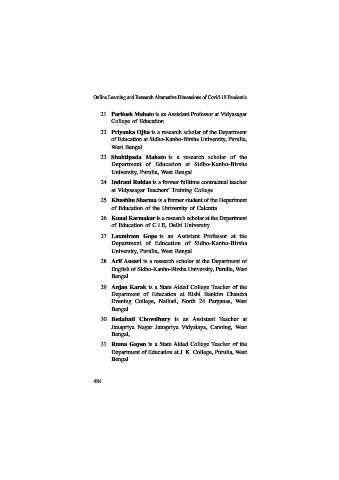 Online Learning and Research Alternative Dimensions of Covid-19 Pandemic
21 Paritosh Mahato is an Assistant Professor at Vidyasagar
College of Education
22 Priyanka Ojha is a research scholar of the Department
of Education at Sidho-Kanho-Birsha University, Purulia,
West Bengal
23 Shaktipada Mahato is a research scholar of the
Department of Education at Sidho-Kanho-Birsha
University, Purulia, West Bengal
24 Indrani Ruidas is a former fulltime contractual teacher
at Vidyasagar Teachers' Training College
25 Khushbu Sharma is a former student of the Department
of Education of the University of Calcutta
26 Kunal Karmakar is a research scholar at the Department
of Education of C I E, Delhi University
27 Laxmiram Gope is an Assistant Professor at the
Department of Education of Sidho-Kanho-Birsha
University, Purulia, West Bengal
28 Arif Ansari is a research scholar at the Department of
English of Sidho-Kanho-Birsha University, Purulia, West
Bengal
29 Anjan Karak is a State Aided College Teacher of the
Department of Education at Rishi Bankim Chandra
Evening College, Naihati, North 24 Parganas, West
Bengal
30 Bedabati Chowdhury is an Assistant Teacher at
Janapriya Nagar Janapriya Vidyalaya, Canning, West
Bengal,
31 Ruma Gayen is a State Aided College Teacher of the
Department of Education at J K College, Purulia, West
Bengal